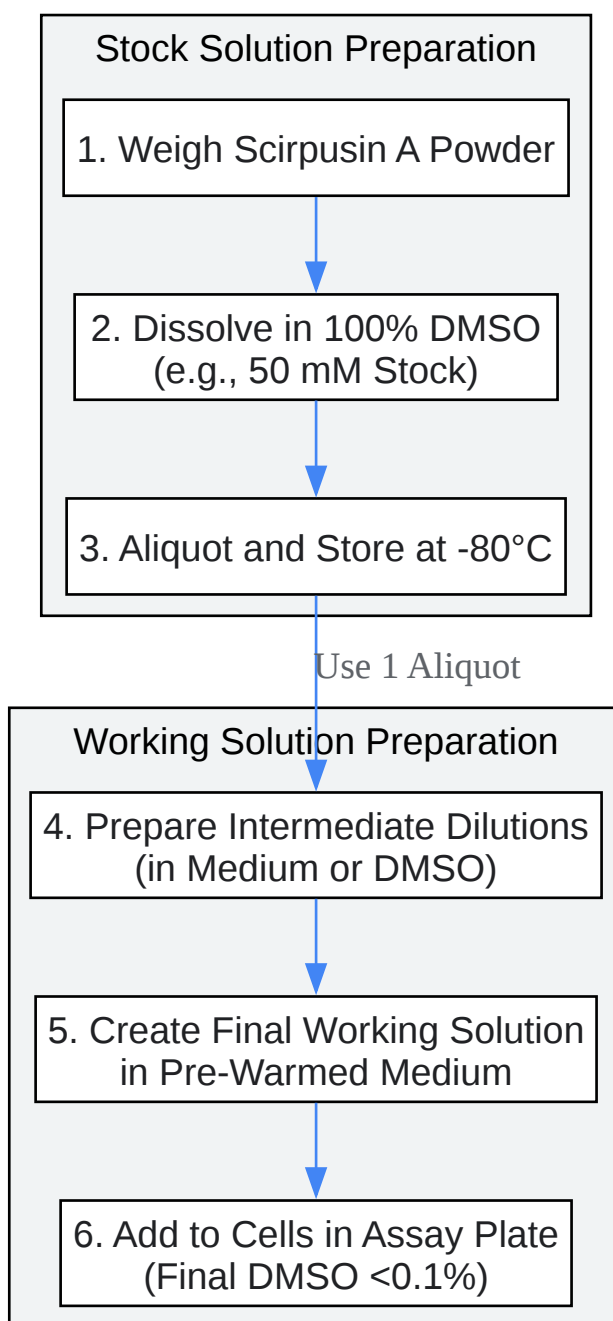 Stock Solution Preparation
1. Weigh Scirpusin A Powder
2. Dissolve in 100% DMSO
(e.g., 50 mM Stock)
3. Aliquot and Store at -80°C
Use 1 Aliquot
Working Solution Preparation
4. Prepare Intermediate Dilutions
(in Medium or DMSO)
5. Create Final Working Solution
in Pre-Warmed Medium
6. Add to Cells in Assay Plate
(Final DMSO <0.1%)